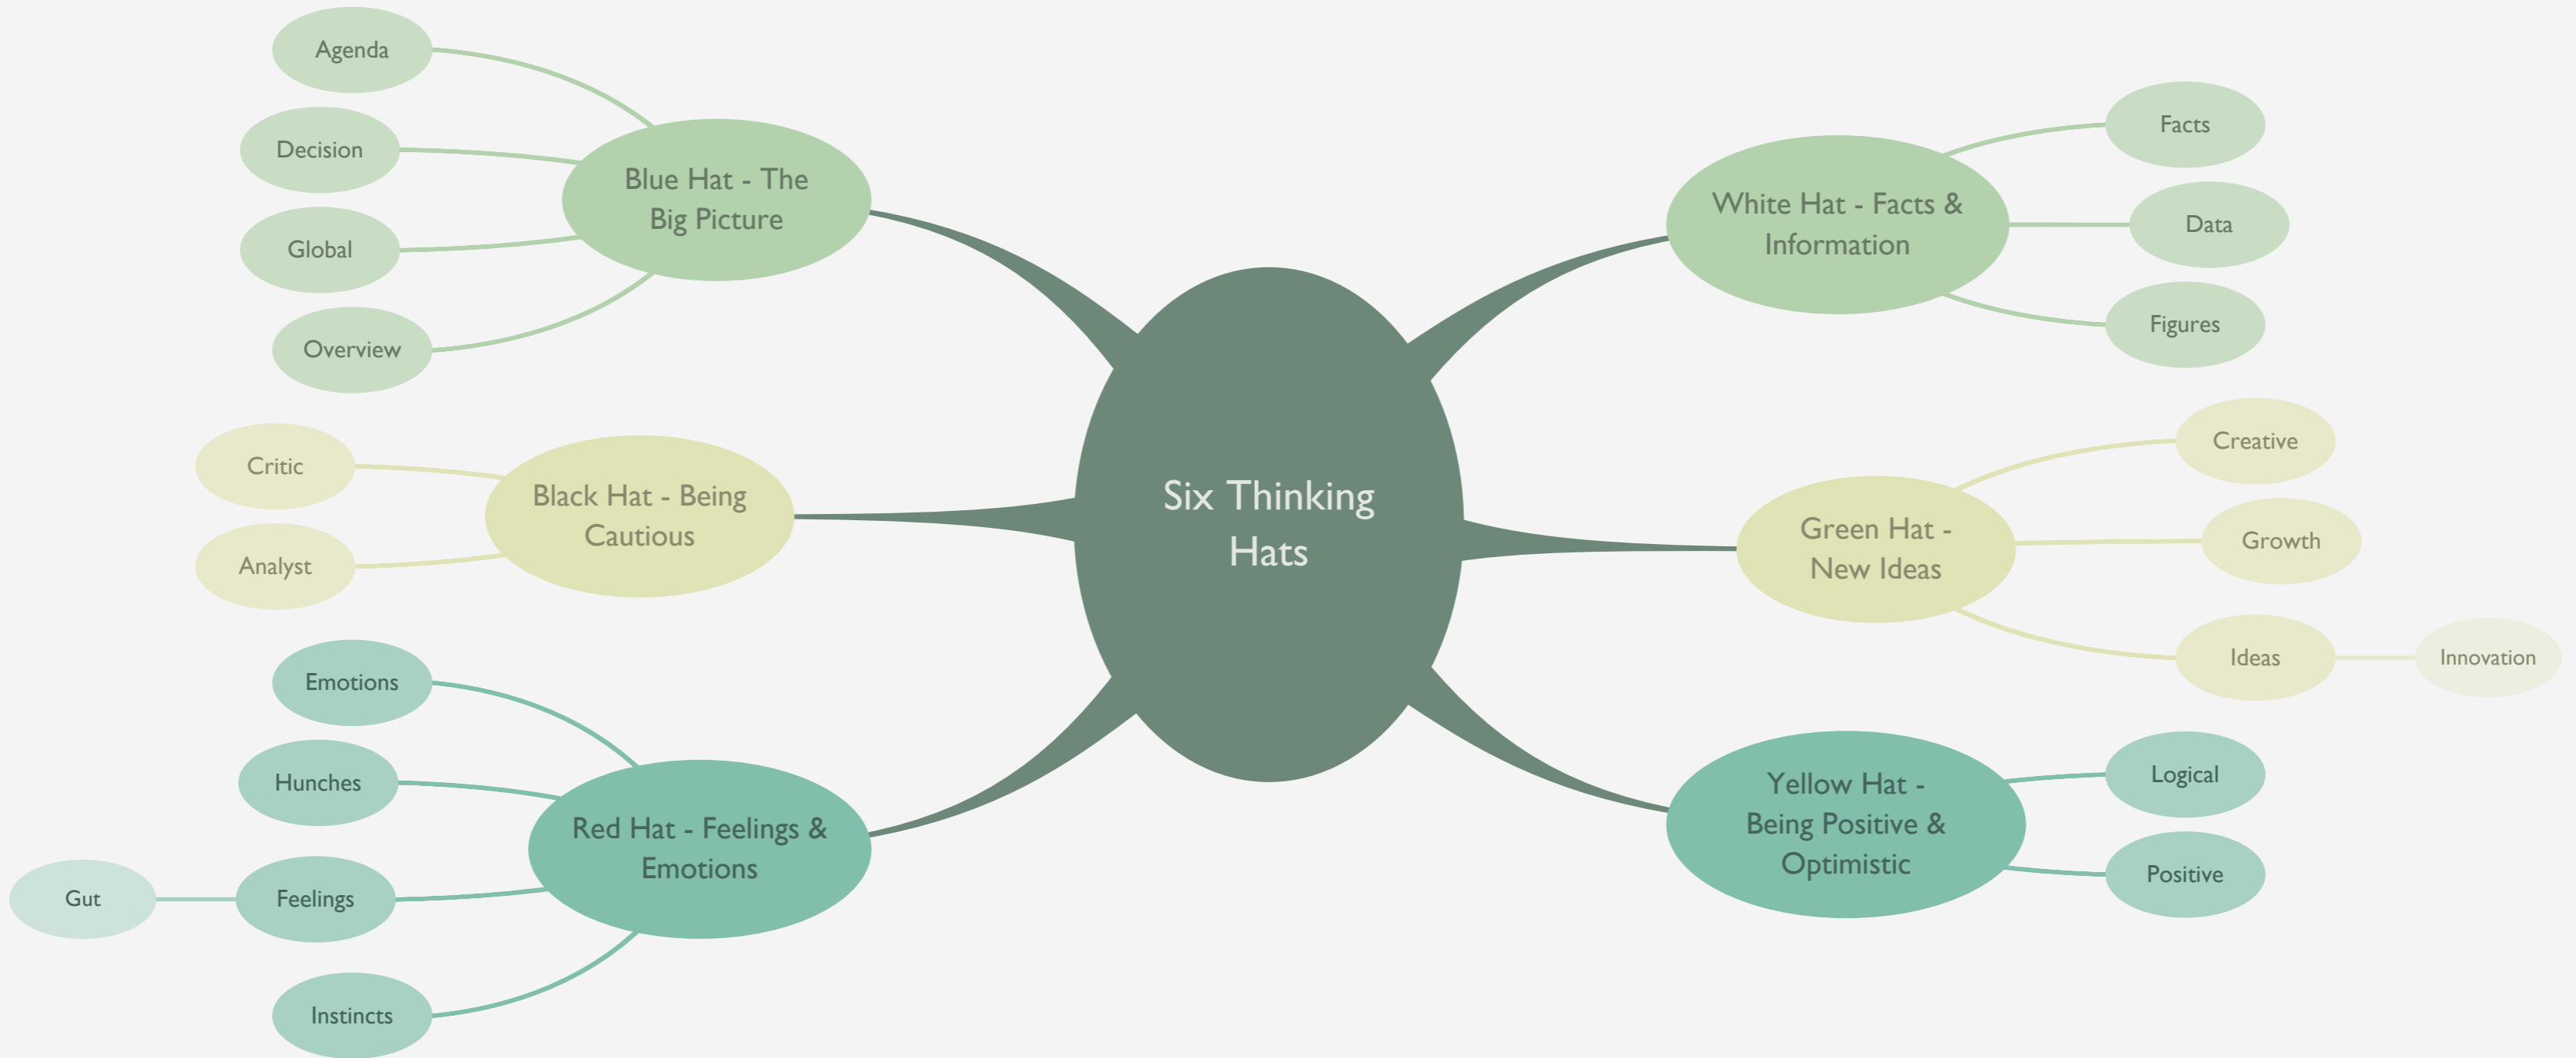 Six Thinking
Hats
Blue Hat - The
Big Picture
Agenda
Decision
Global
Overview
Black Hat - Being
Cautious
Critic
Analyst
Red Hat - Feelings &
Emotions
Emotions
Hunches
Feelings
Gut
Instincts
White Hat - Facts &
Information
Facts
Data
Figures
Green Hat -
New Ideas
Creative
Growth
Ideas
Innovation
Yellow Hat -
Being Positive &
Optimistic
Logical
Positive